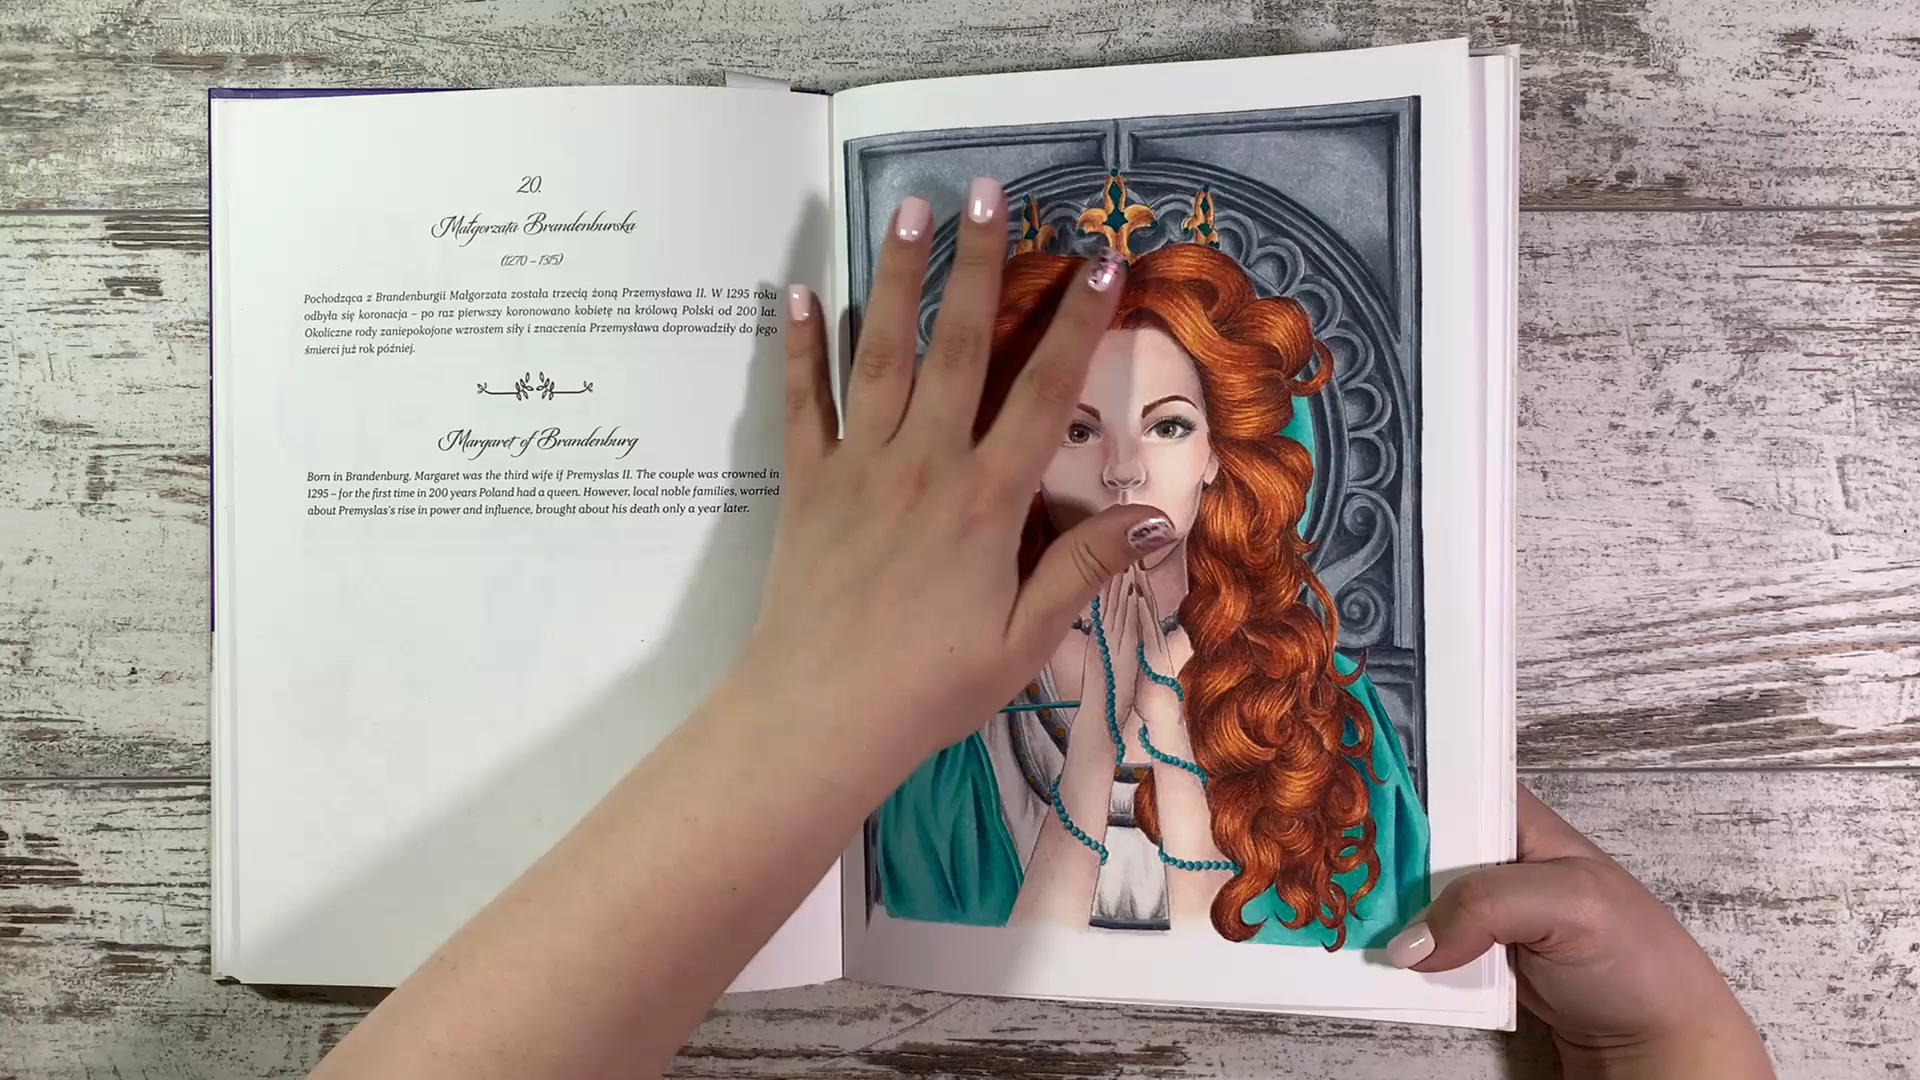 20.
Małgorzata Brandenburska
(1270 – 1315)
Pochodząca z Brandenburgii Małgorzata została trzecią żoną Przemysława II. W 1295 roku
odbyła się koronacja – po raz pierwszy koronowano kobietę na królową Polski od 200 lat.
Okoliczne rody zaniepokojone wzrostem siły i znaczenia Przemysława doprowadziły do jego
śmierci już rok później.
Margaret of Brandenburg
Born in Brandenburg, Margaret was the third wife if Premyslas II. The couple was crowned in
1295 – for the first time in 200 years Poland had a queen. However, local noble families, worried
about Premyslas's rise in power and influence, brought about his death only a year later.